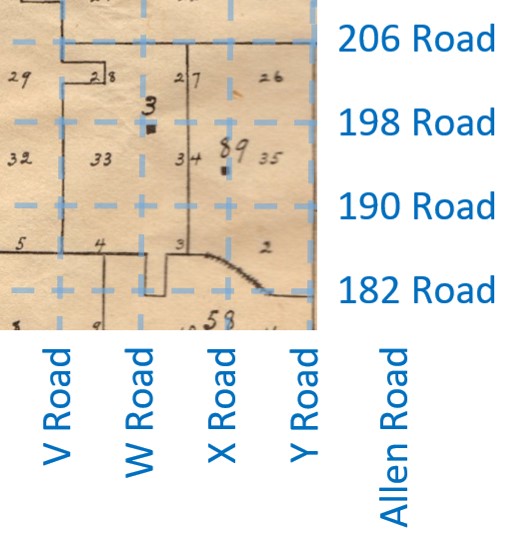 206 Road
29 28 27 26
3
198 Road
32 33 34 89 35
190 Road
5 4 3 2
182 Road
58
V Road
W Road
X Road
Y Road
Allen Road